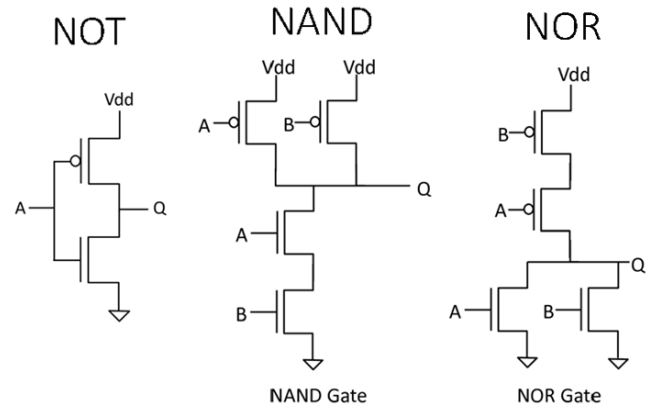 NOT
Vdd
A
Q
NAND
Vdd Vdd
A B
Q
A
B
NAND Gate
NOR
Vdd
B
A
Q
A B
NOR Gate